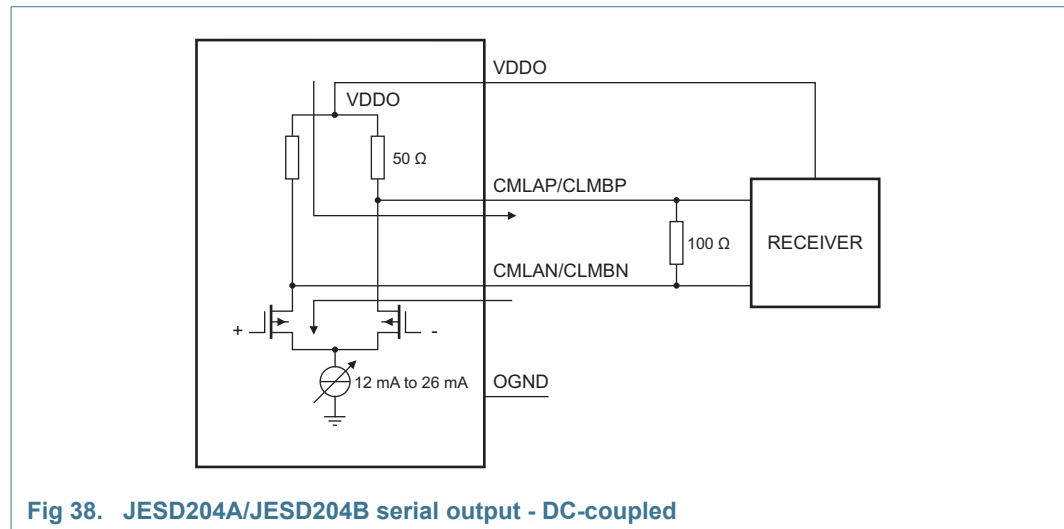 VDDO
VDDO
50 Ω
CMLAP/CLMBP
100 Ω
RECEIVER
CMLAN/CLMBN
+
-
12 mA to 26 mA
OGND
Fig 38. JESD204A/JESD204B serial output - DC-coupled